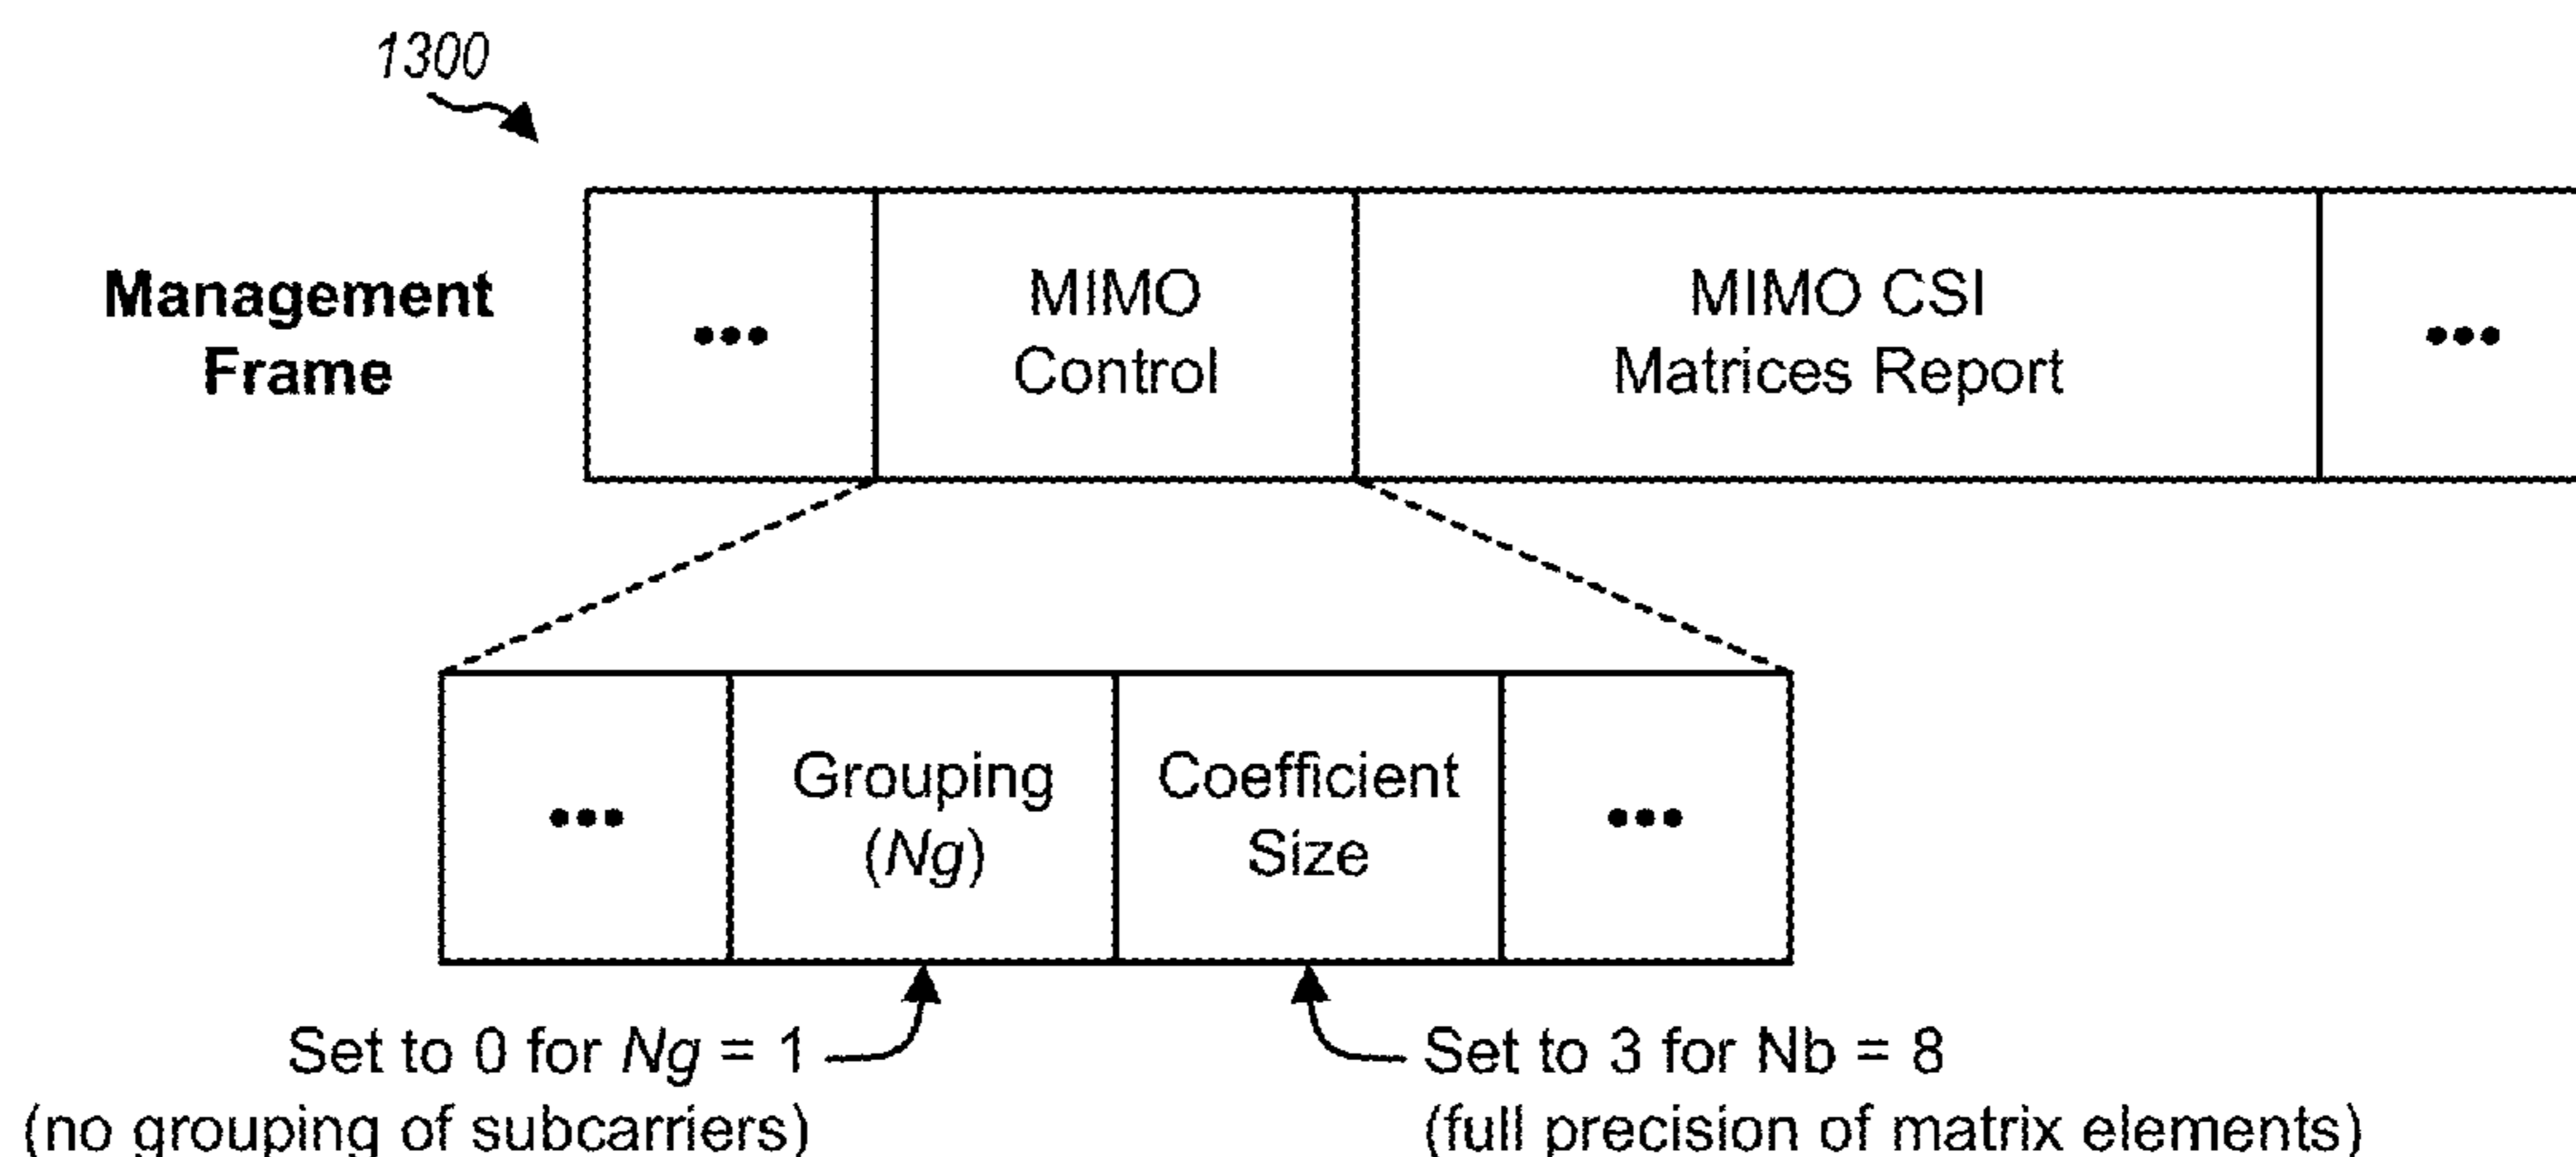 1300
Management
Frame
•••
MIMO
Control
MIMO CSI
Matrices Report
•••
•••
Grouping
(Ng)
Coefficient
Size
•••
Set to 0 for Ng = 1
(no grouping of subcarriers)
Set to 3 for Nb = 8
(full precision of matrix elements)